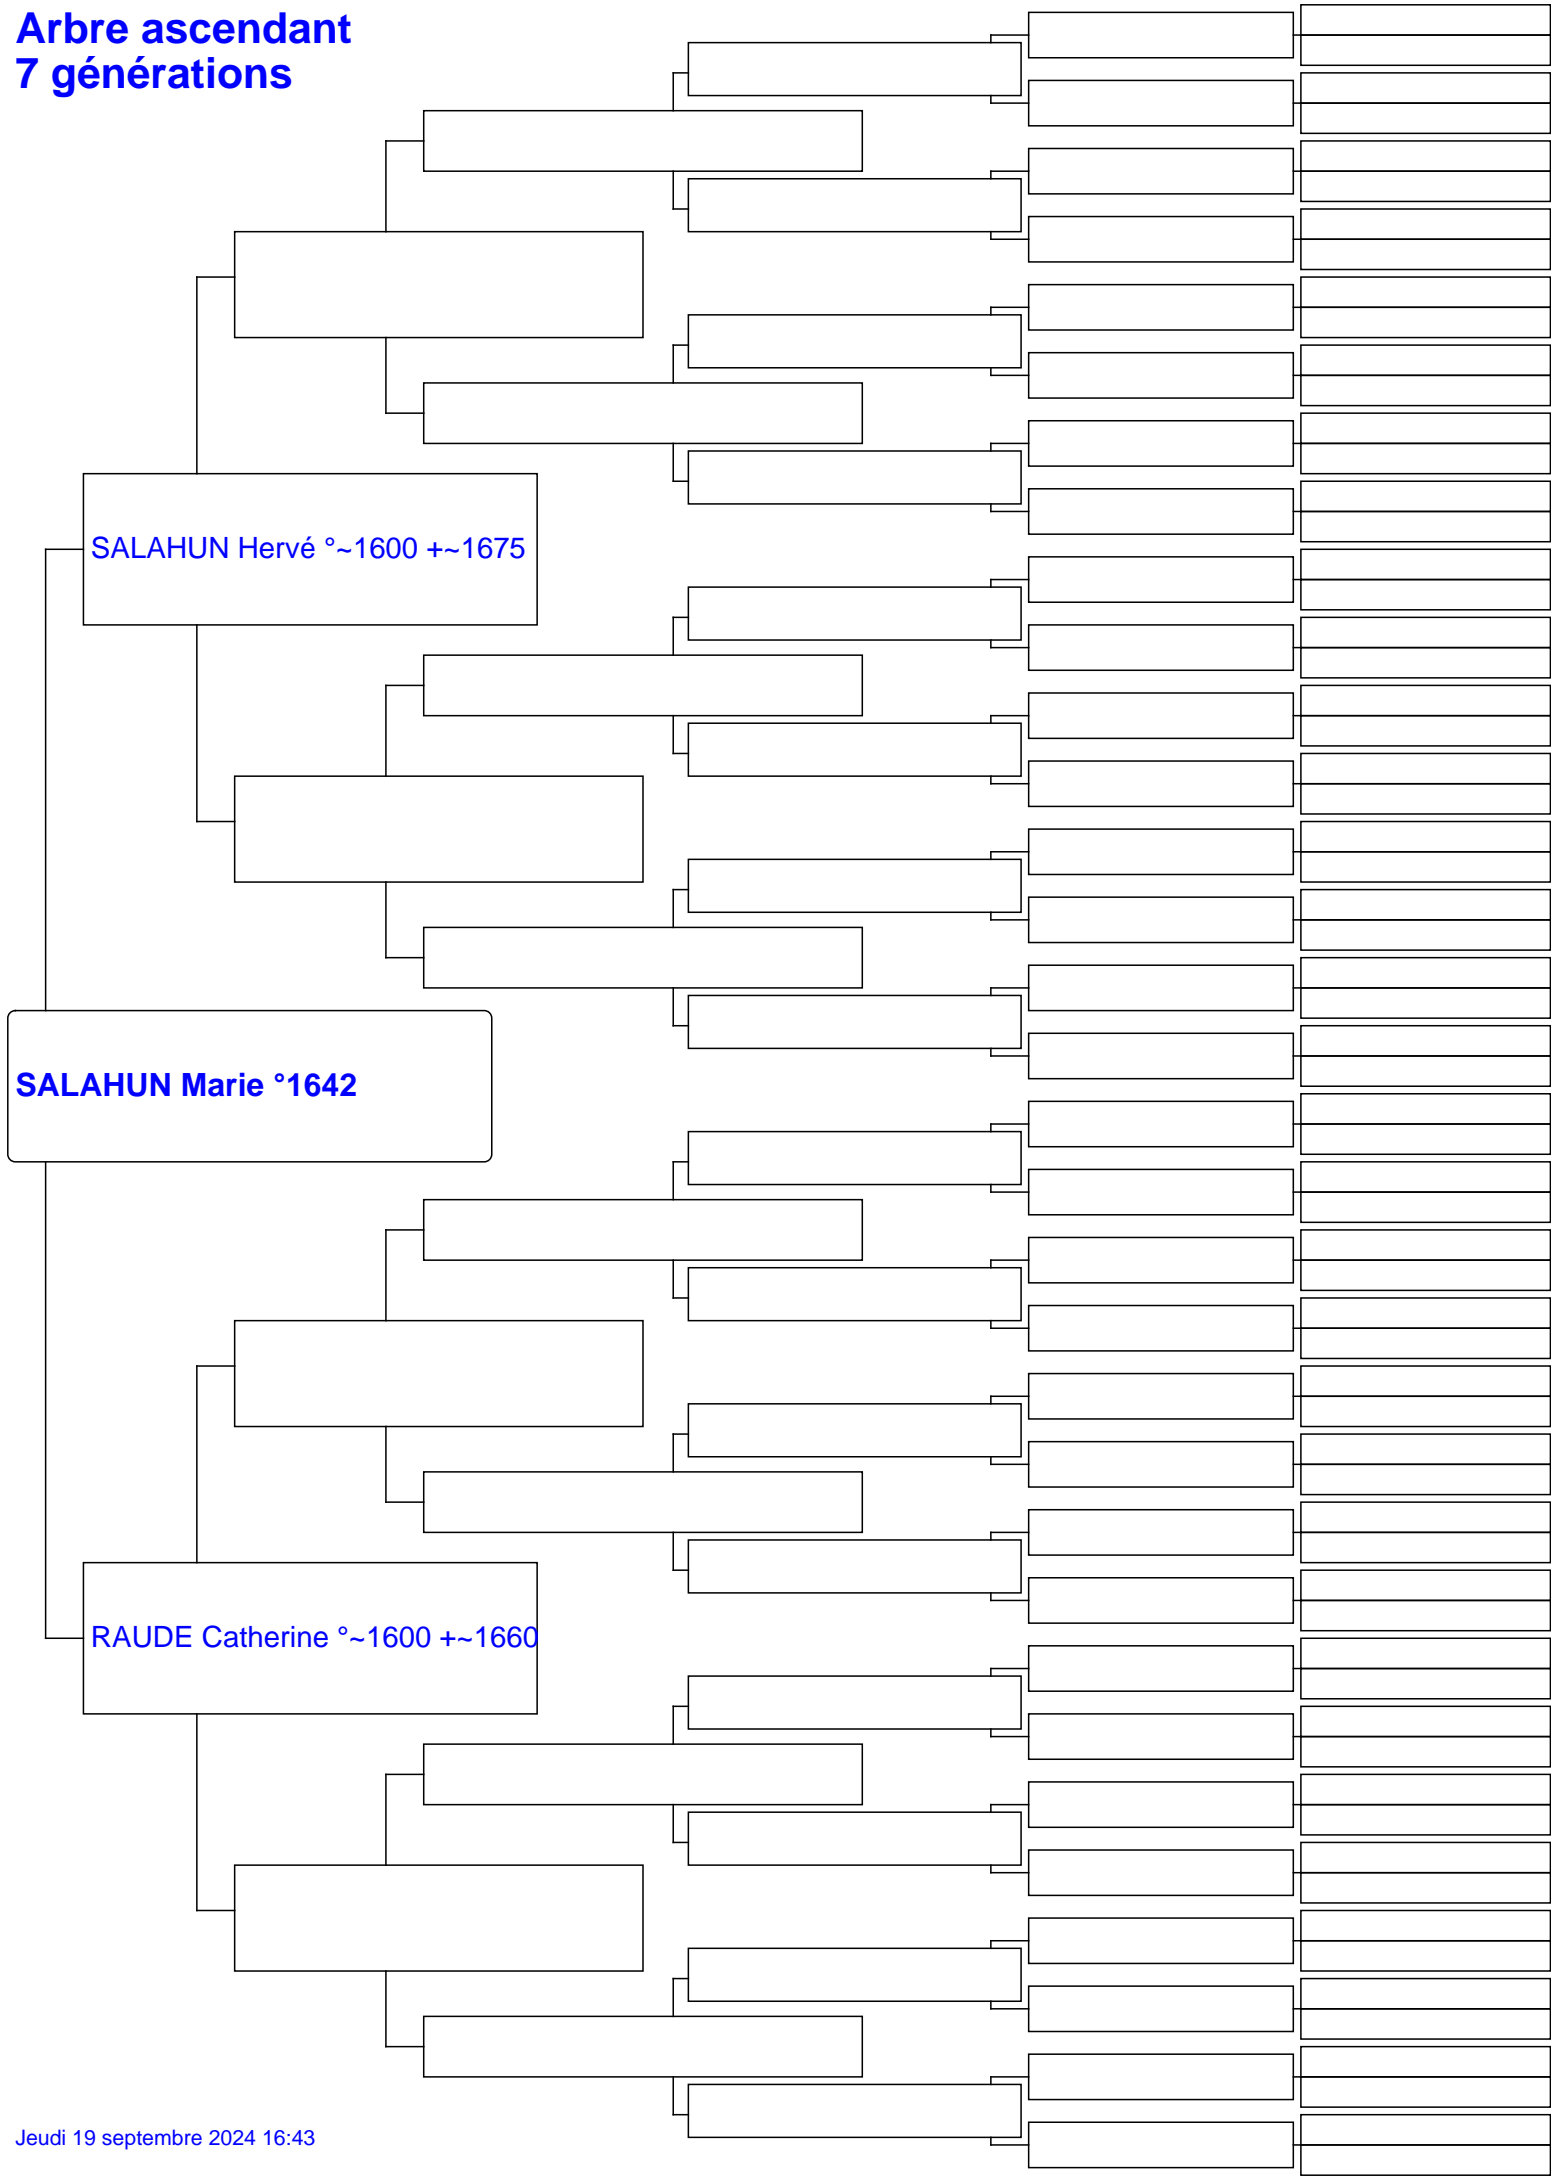 Arbre ascendant
7 générations
SALAHUN Hervé °~1600 +~1675
SALAHUN Marie °1642
RAUDE Catherine °~1600 +~1660
Jeudi 19 septembre 2024 16:43